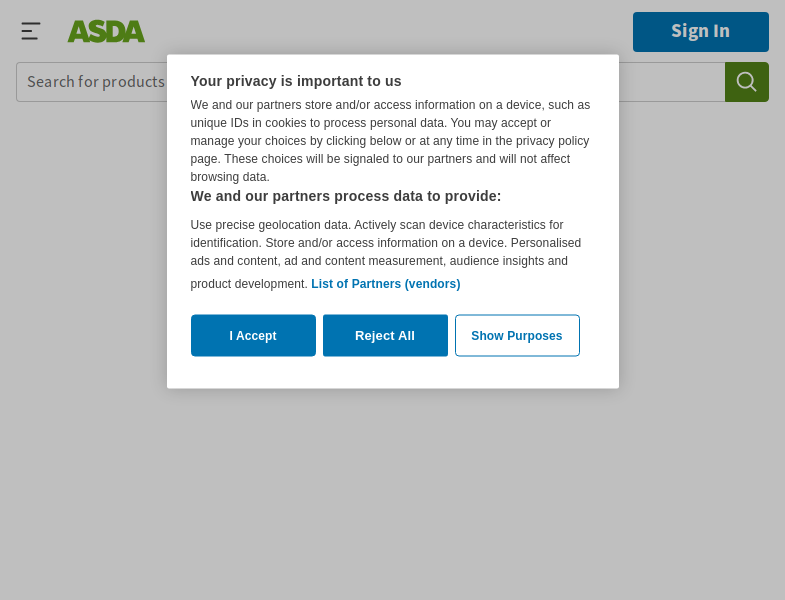 ASDA
Sign In
Search for products
Your privacy is important to us
We and our partners store and/or access information on a device, such as
unique IDs in cookies to process personal data. You may accept or
manage your choices by clicking below or at any time in the privacy policy
page. These choices will be signaled to our partners and will not affect
browsing data.
We and our partners process data to provide:
Use precise geolocation data. Actively scan device characteristics for
identification. Store and/or access information on a device. Personalised
ads and content, ad and content measurement, audience insights and
product development. List of Partners (vendors)
I Accept
Reject All
Show Purposes